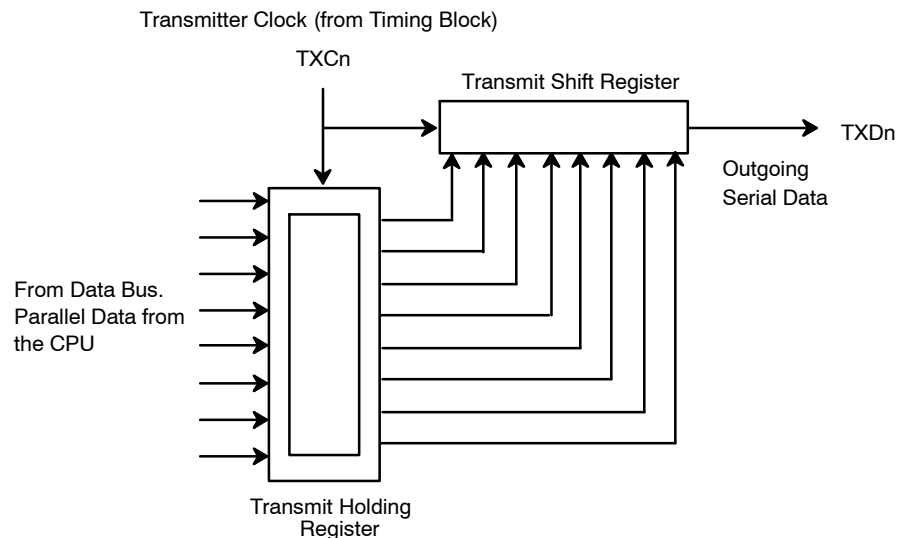 Transmitter Clock (from Timing Block)
TXCn
Transmit Shift Register
TXDn
Outgoing
Serial Data
From Data Bus.
Parallel Data from
the CPU
Transmit Holding
Register